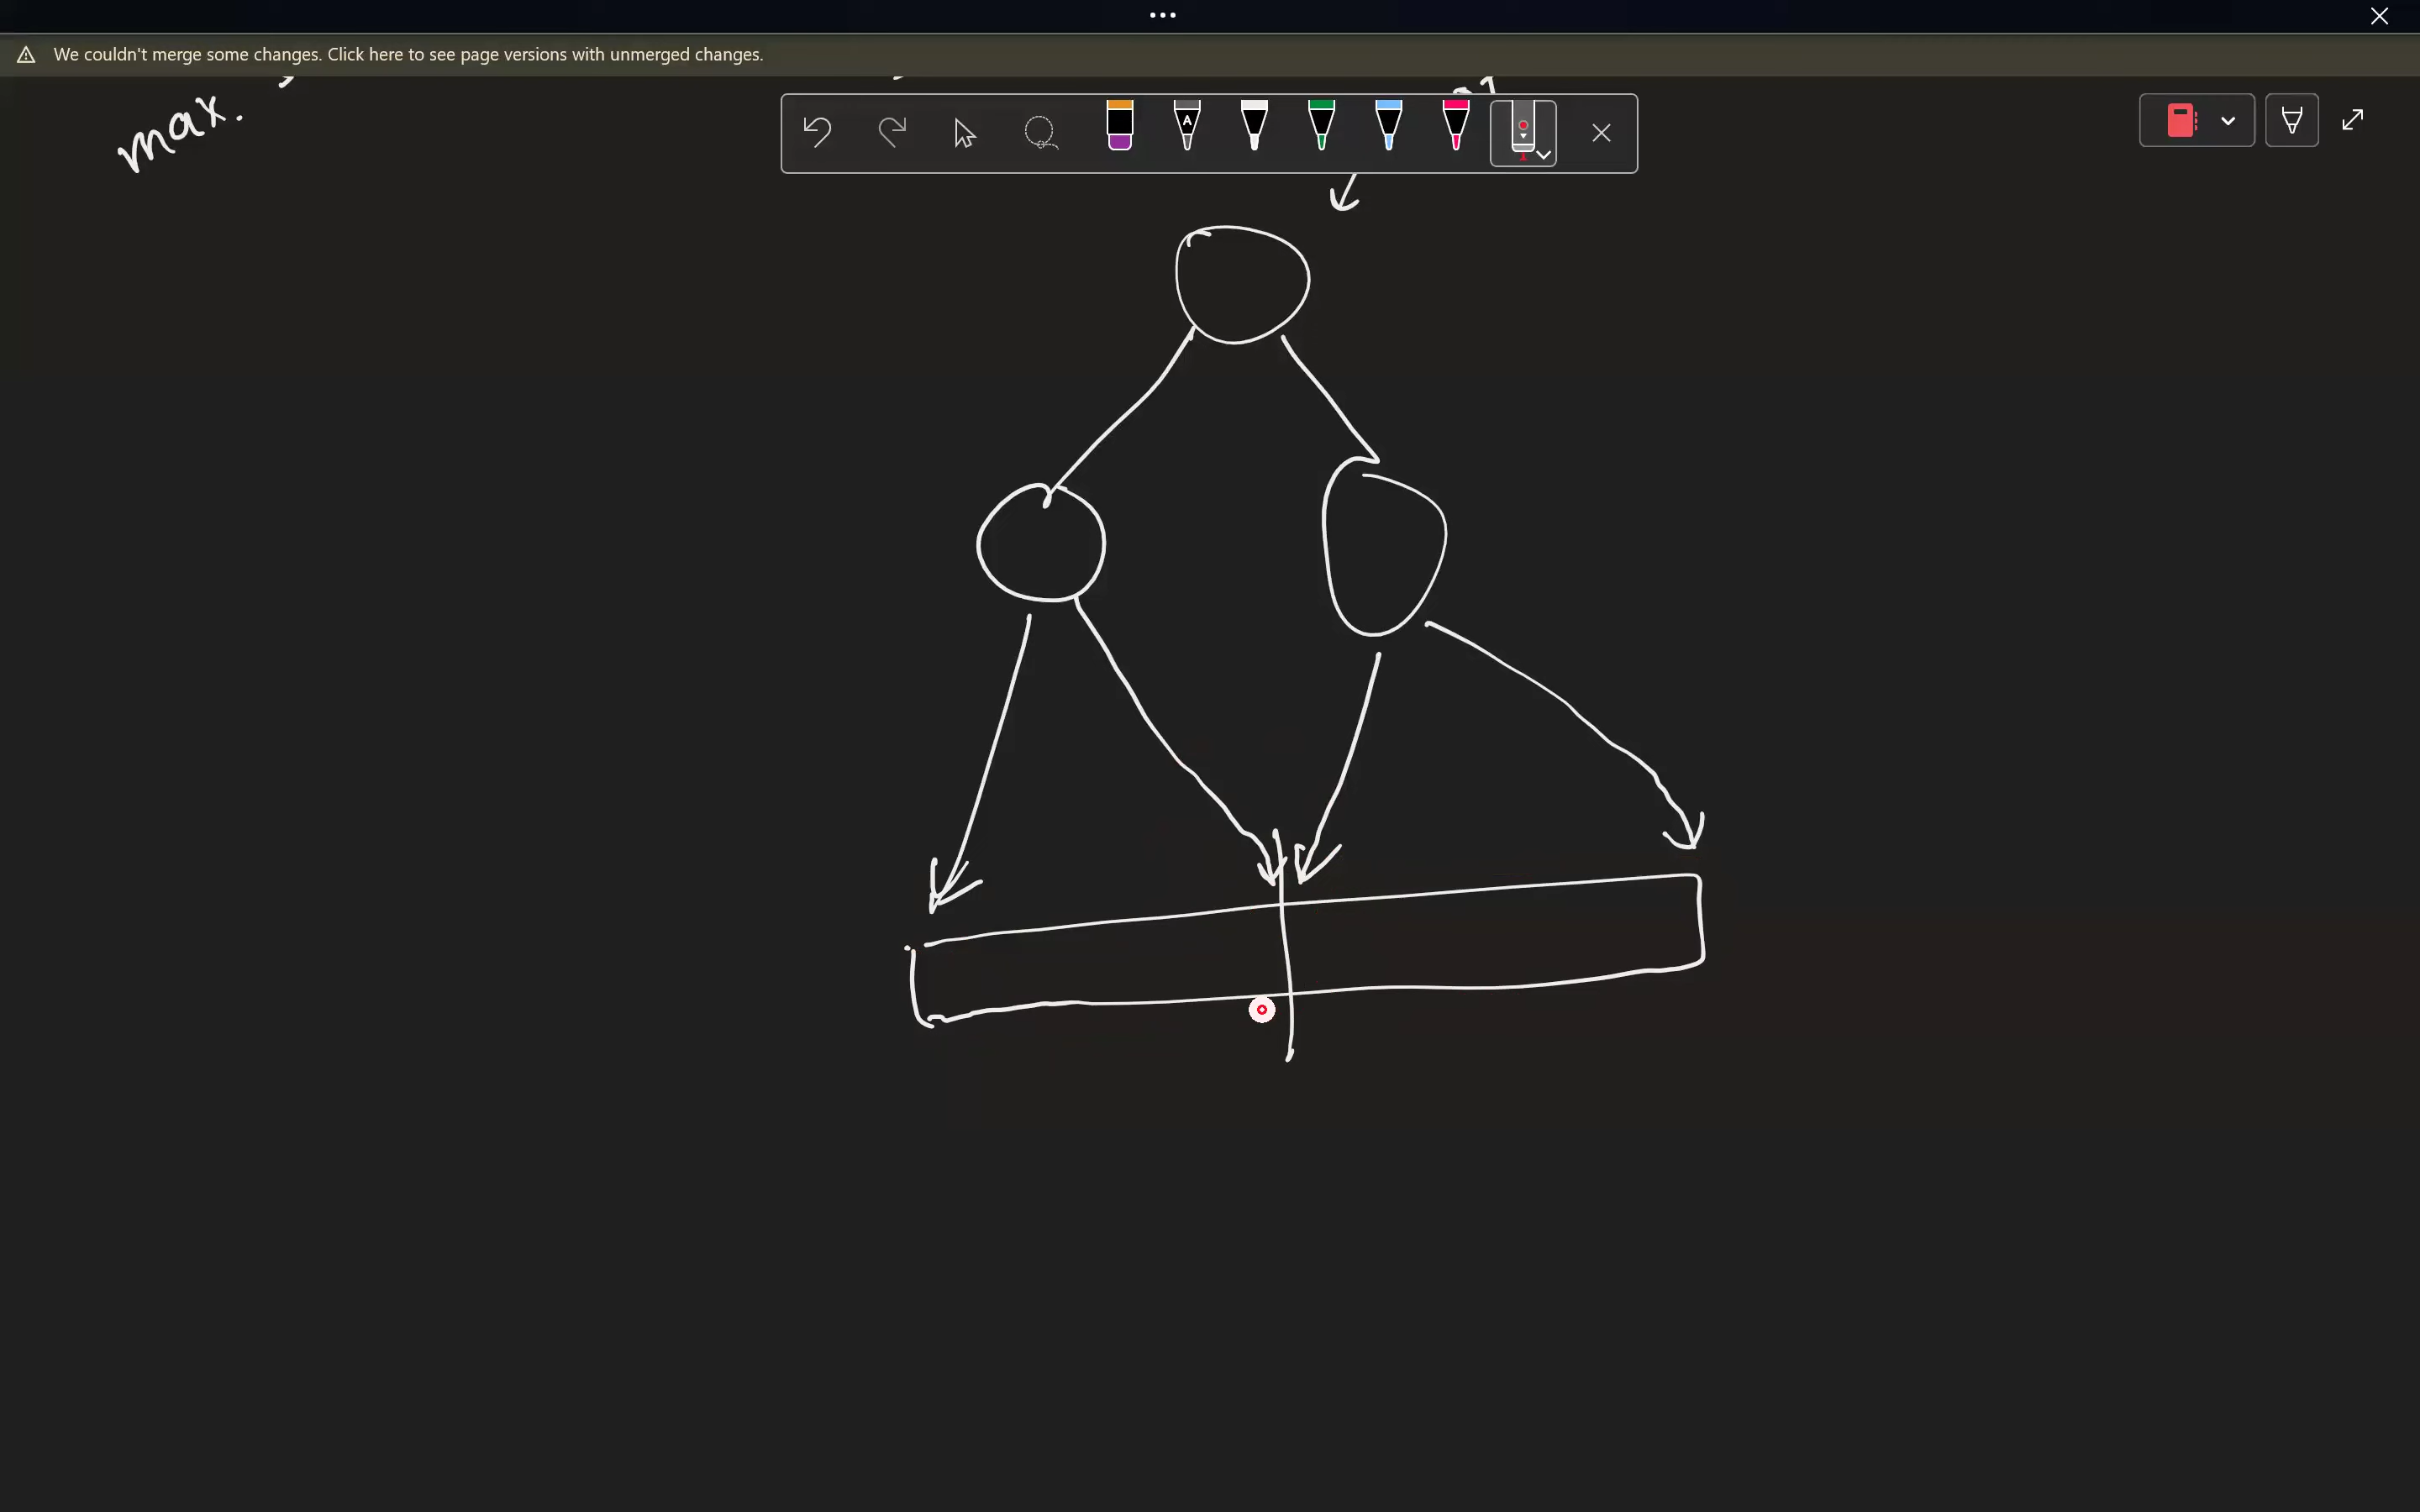 We couldn't merge some changes. Click here to see page versions with unmerged changes.
max.
A